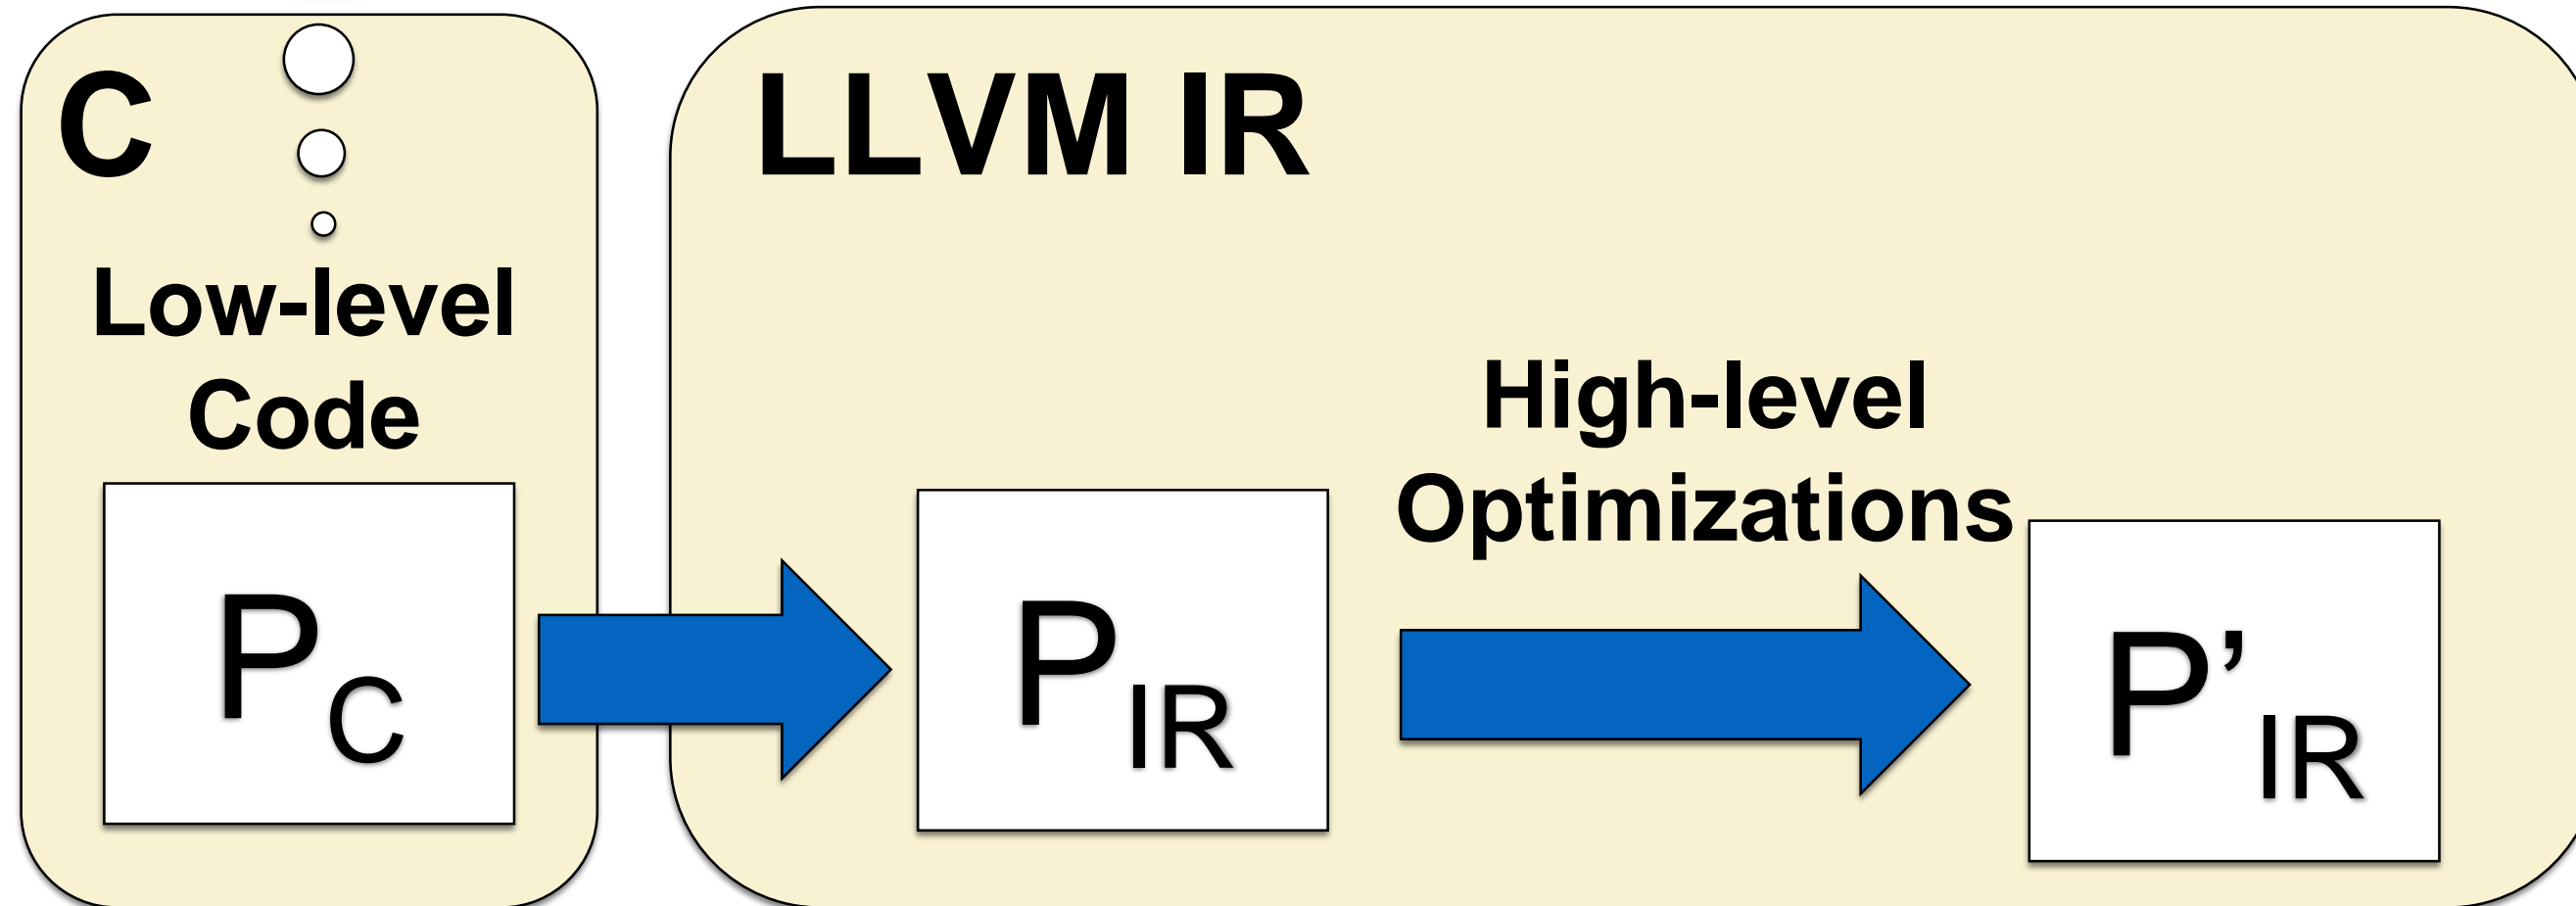 C
Low-level
Code
P_C
LLVM IR
High-level
Optimizations
P_IR
P’_IR